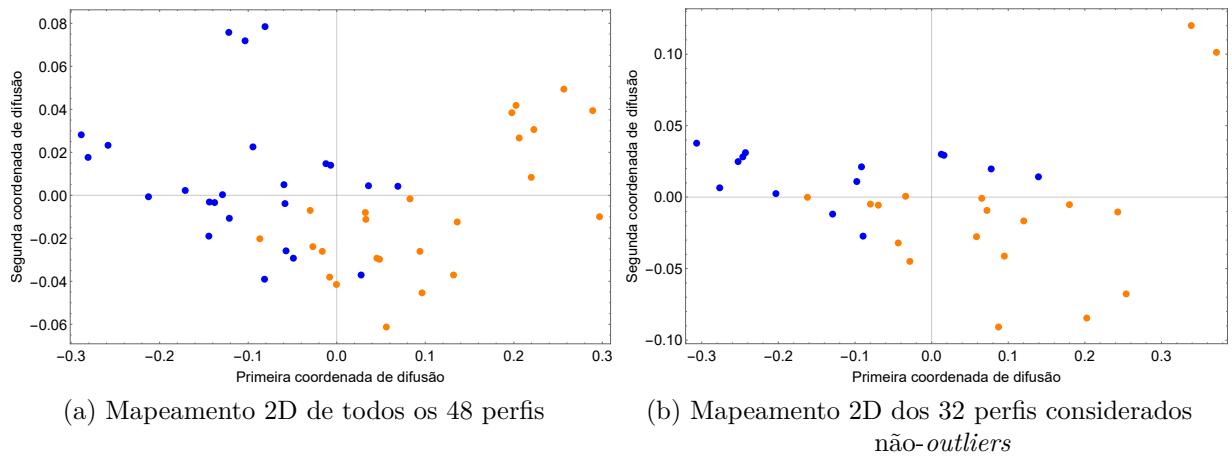 0.08
0.06
0.04
0.02
0.00
−0.02
−0.04
−0.06
Segunda coordenada de difusão
−0.3 −0.2 −0.1 0.0 0.1 0.2 0.3
Primeira coordenada de difusão
(a) Mapeamento 2D de todos os 48 perfis
0.10
0.05
0.00
−0.05
−0.10
Segunda coordenada de difusão
−0.3 −0.2 −0.1 0.0 0.1 0.2 0.3
Primeira coordenada de difusão
(b) Mapeamento 2D dos 32 perfis considerados
não-outliers